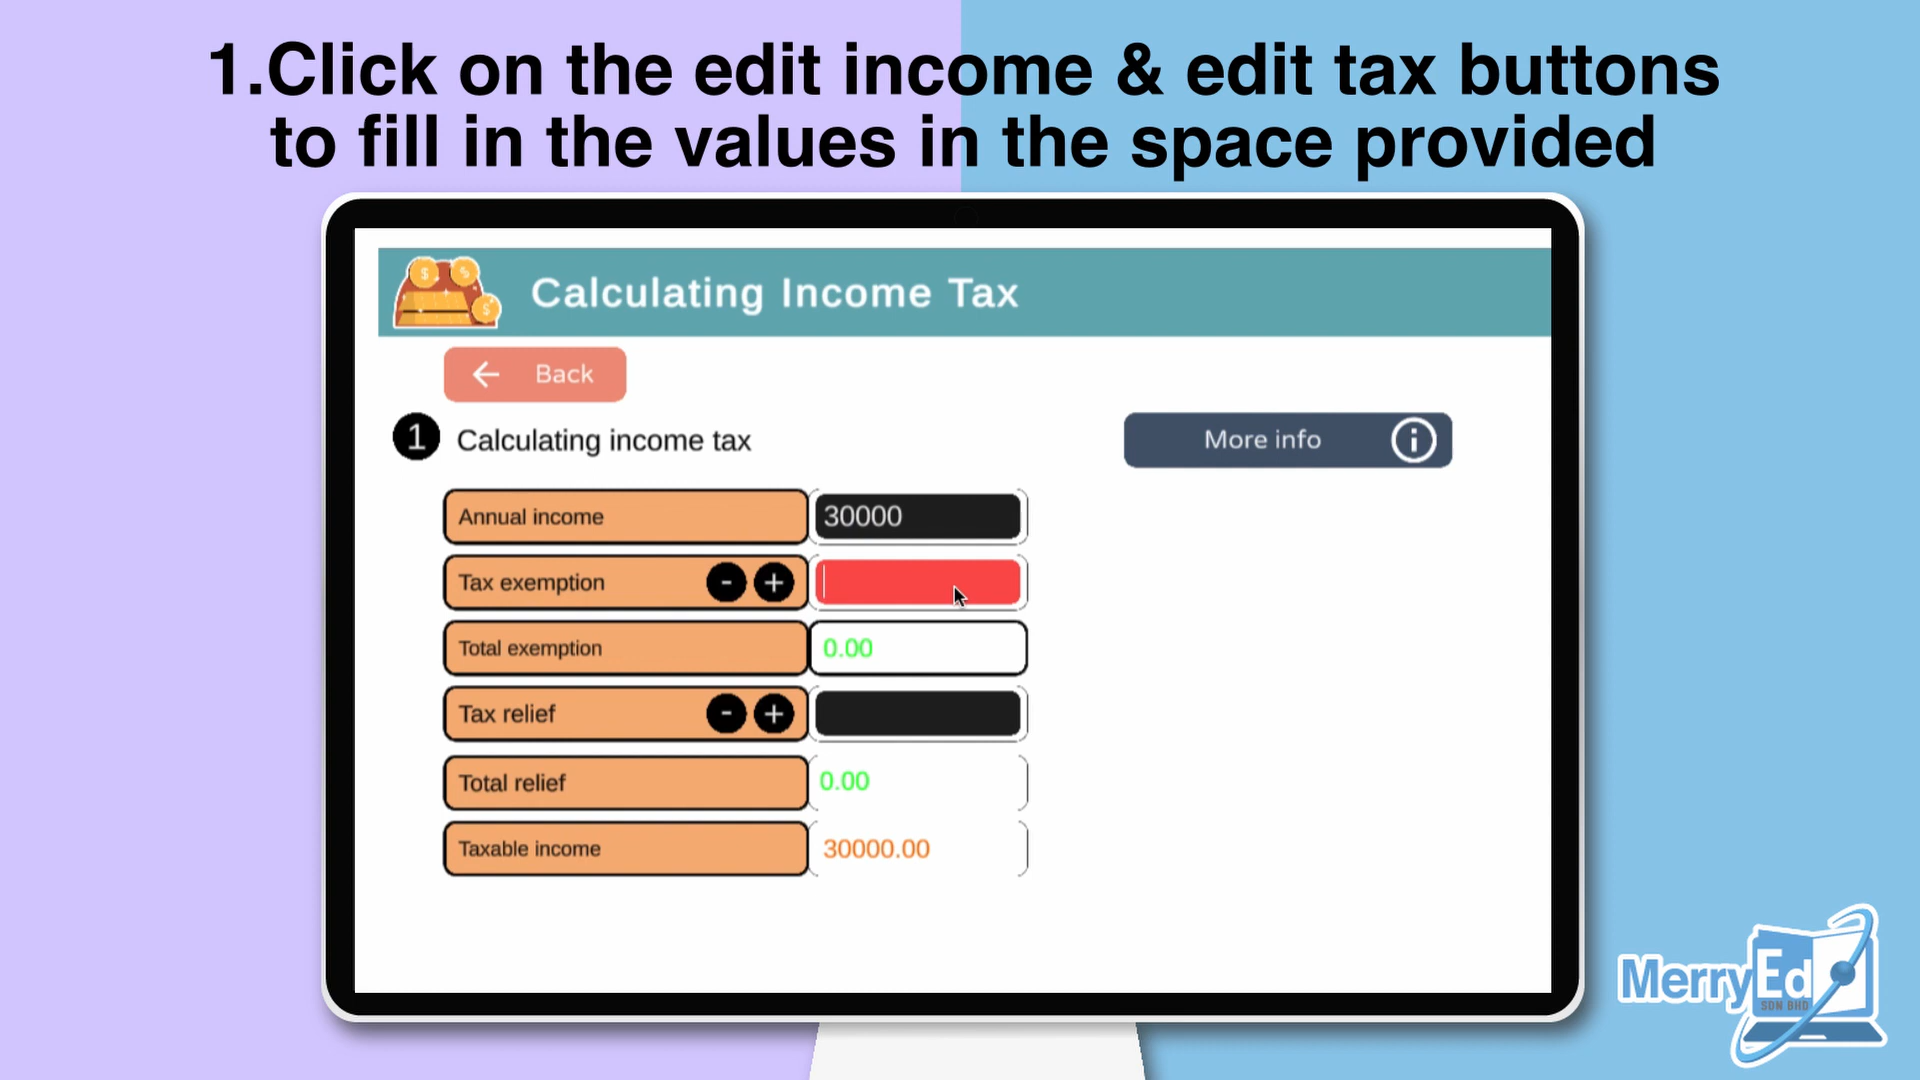 1.Click on the edit income & edit tax buttons
to fill in the values in the space provided
Calculating Income Tax
Back
1 Calculating income tax
More info
Annual income 30000
Tax exemption - +
Total exemption 0.00
Tax relief - +
Total relief 0.00
Taxable income 30000.00
MerryEd
SDN BHD